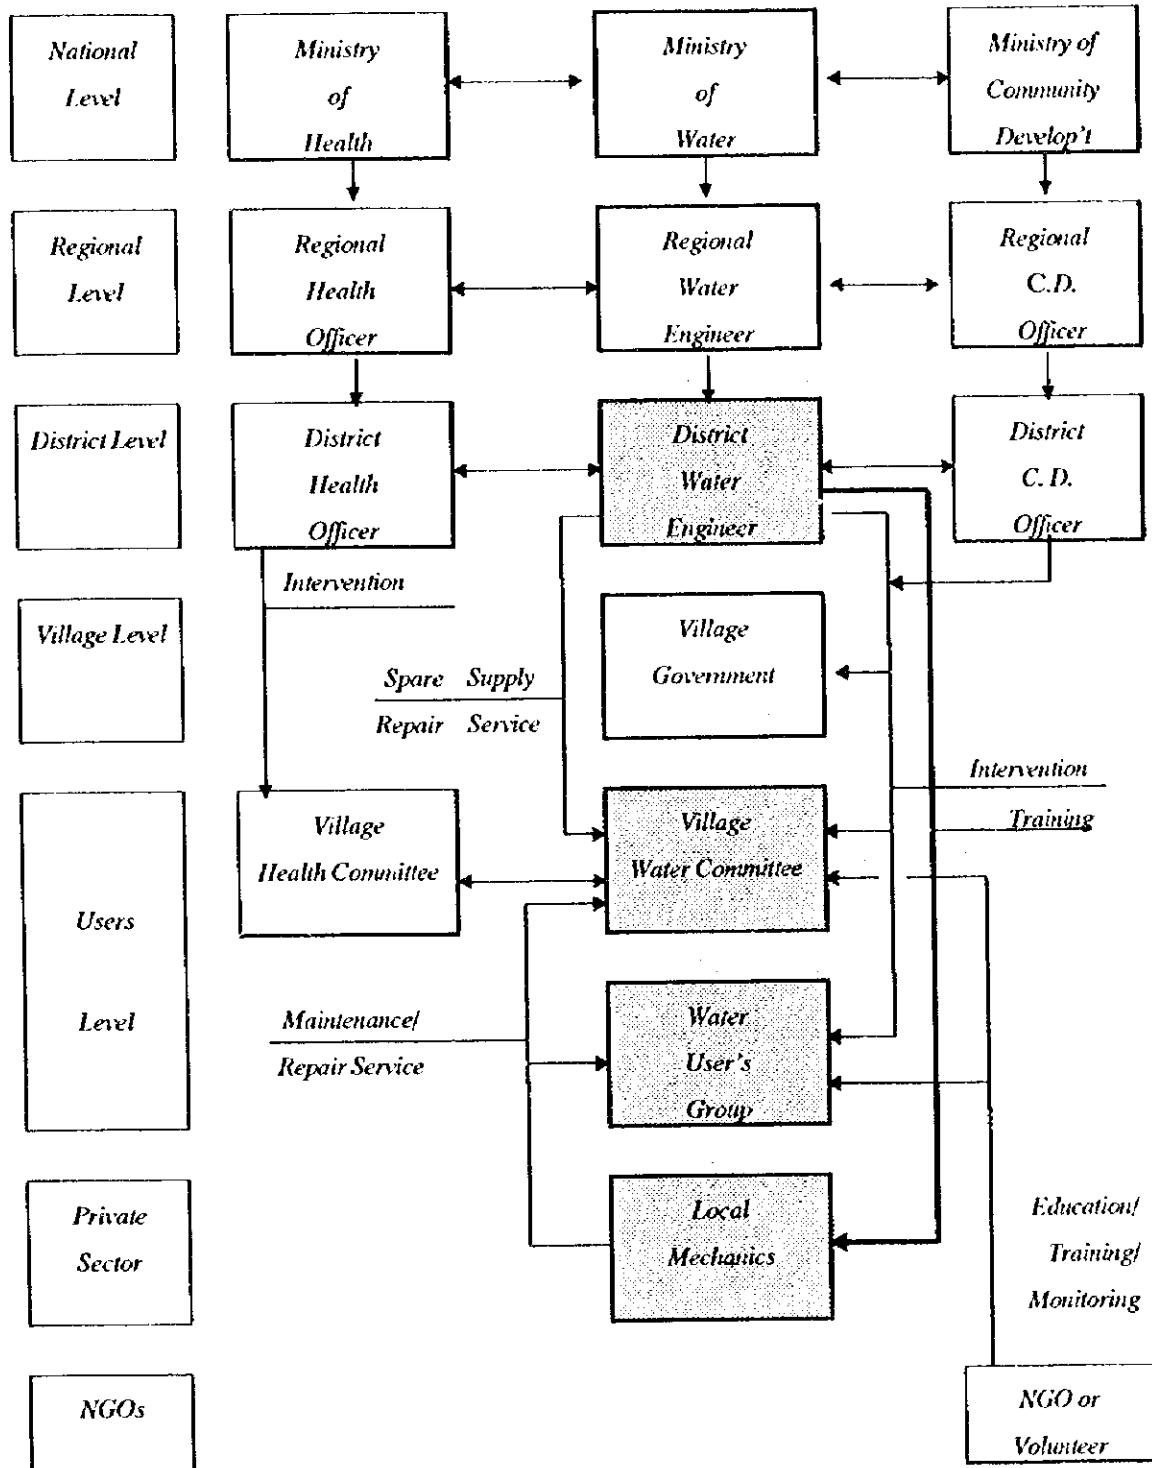 National
Level
Ministry
of
Health
Ministry
of
Water
Ministry of
Community
Develop't
Regional
Level
Regional
Health
Officer
Regional
Water
Engineer
Regional
C.D.
Officer
District Level
District
Health
Officer
District
Water
Engineer
District
C. D.
Officer
Intervention
Village Level
Village
Government
Spare Supply
Repair Service
Intervention
Training
Users
Level
Village
Health Committee
Village
Water Committee
Maintenance/
Repair Service
Water
User's
Group
Private
Sector
Local
Mechanics
Education/
Training/
Monitoring
NGOs
NGO or
Volunteer